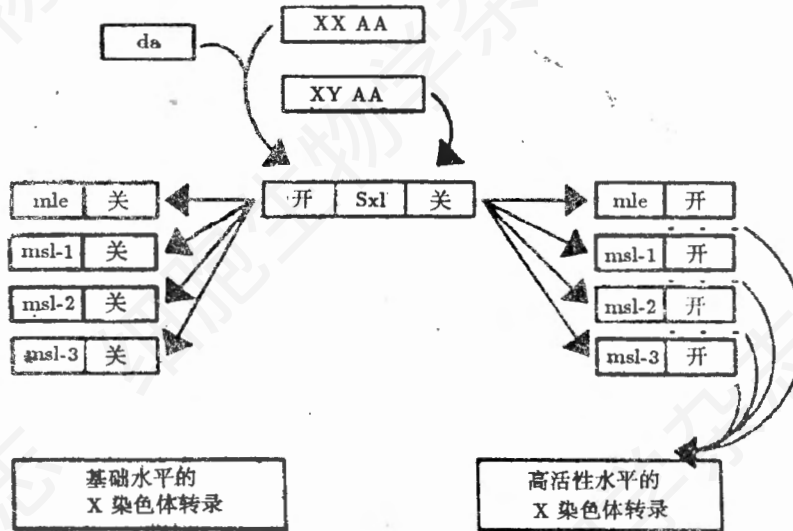 XX AA
da
XY AA
开 Sxl 关
mle 关
msl-1 关
msl-2 关
msl-3 关
mle 开
msl-1 开
msl-2 开
msl-3 开
基础水平的
X 染色体转录
高活性水平的
X 染色体转录